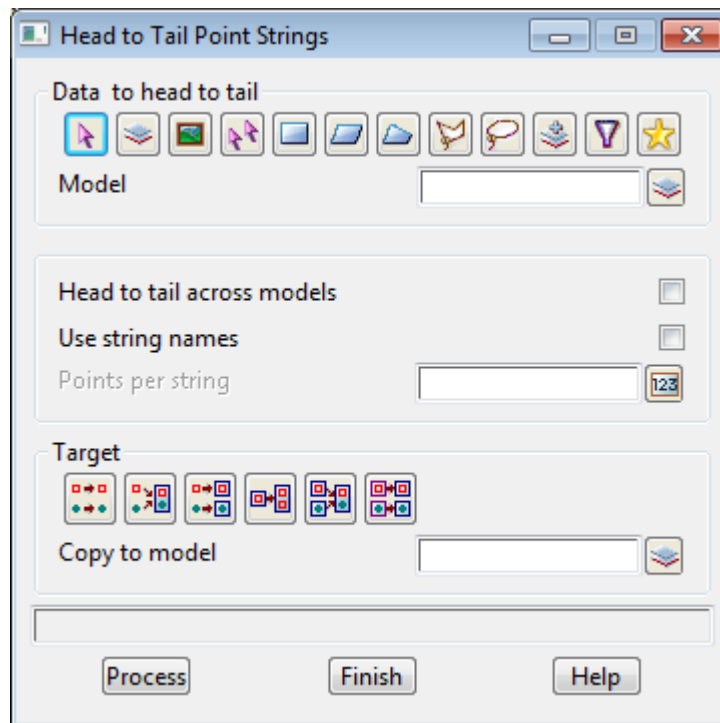 Head to Tail Point Strings
Data to head to tail
Model
Head to tail across models
Use string names
Points per string
123
Target
Copy to model
Process Finish Help